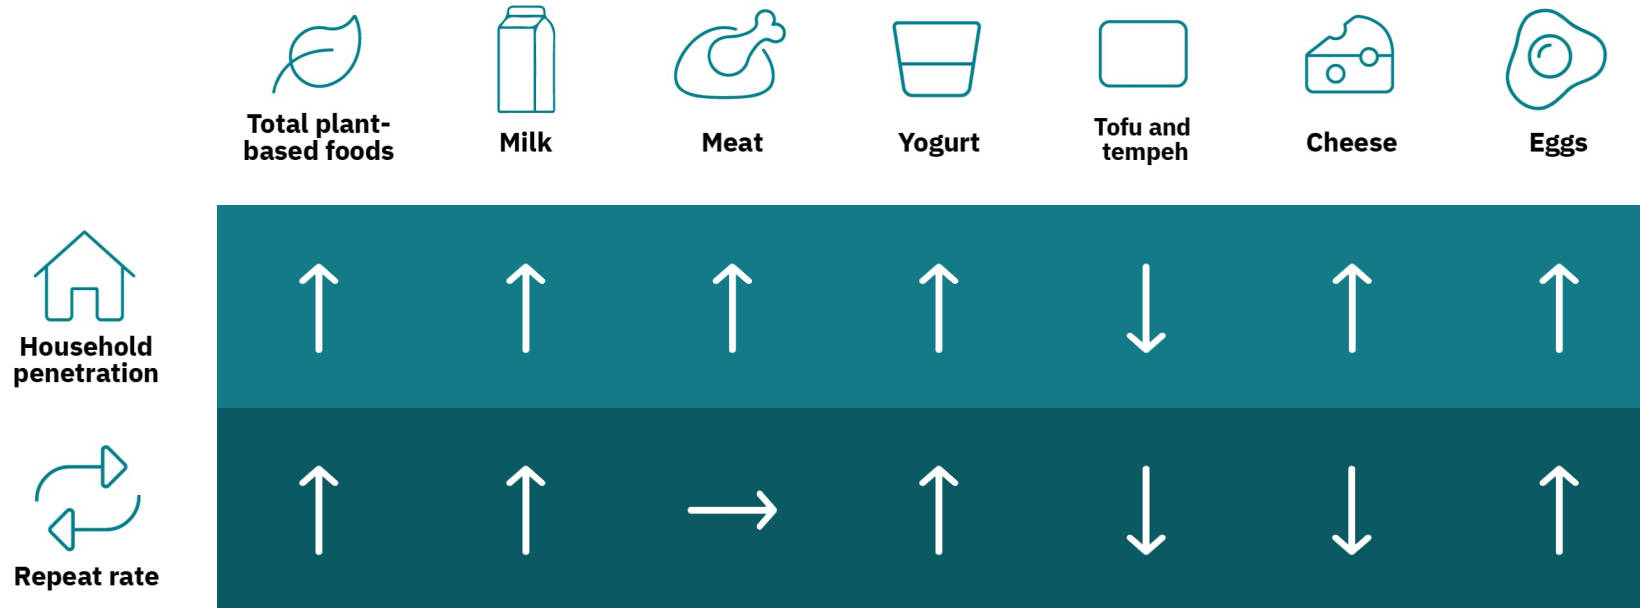 Total plant-
based foods
Milk
Meat
Yogurt
Tofu and
tempeh
Cheese
Eggs
Household
penetration
Repeat rate